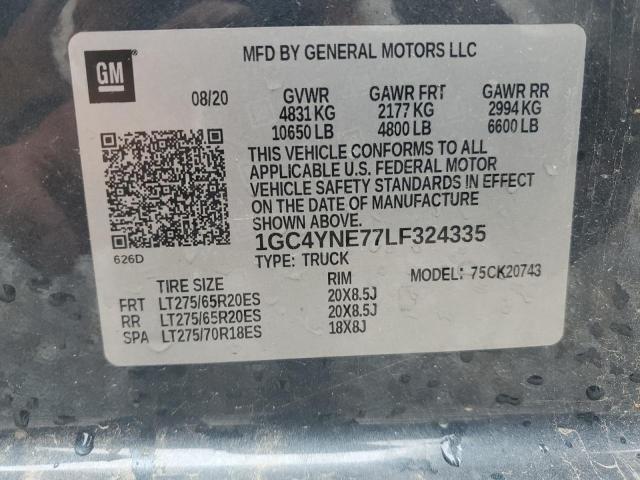 GM
MFD BY GENERAL MOTORS LLC
08/20 GVWR GAWR FRT GAWR RR
4831 KG 2177 KG 2994 KG
10650 LB 4800 LB 6600 LB
THIS VEHICLE CONFORMS TO ALL
APPLICABLE U.S. FEDERAL MOTOR
VEHICLE SAFETY STANDARDS IN EFFECT
ON THE DATE OF MANUFACTURE
SHOWN ABOVE.
1GC4YNE77LF324335
626D
TYPE: TRUCK
MODEL: 75CK20743
TIRE SIZE RIM
FRT LT275/65R20ES 20X8.5J
RR LT275/65R20ES 20X8.5J
SPA LT275/70R18ES 18X8J